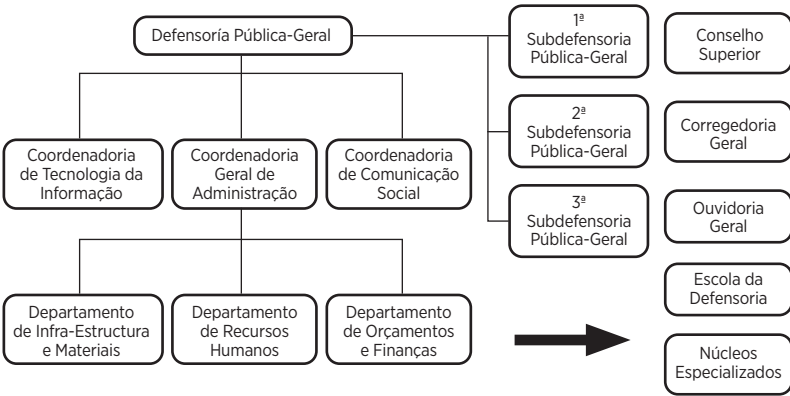 Defensoría Pública-Geral
1ª
Subdefensoria
Pública-Geral
Conselho
Superior
2ª
Subdefensoria
Pública-Geral
Corregedoria
Geral
Coordenadoria
de Tecnologia da
Informação
Coordenadoria
Geral de
Administração
Coordenadoria
de Comunicação
Social
3ª
Subdefensoria
Pública-Geral
Ouvidoria
Geral
Escola da
Defensoria
Departamento
de Infra-Estructura
e Materiais
Departamento
de Recursos
Humanos
Departamento
de Orçamentos
e Finanças
Núcleos
Especializados